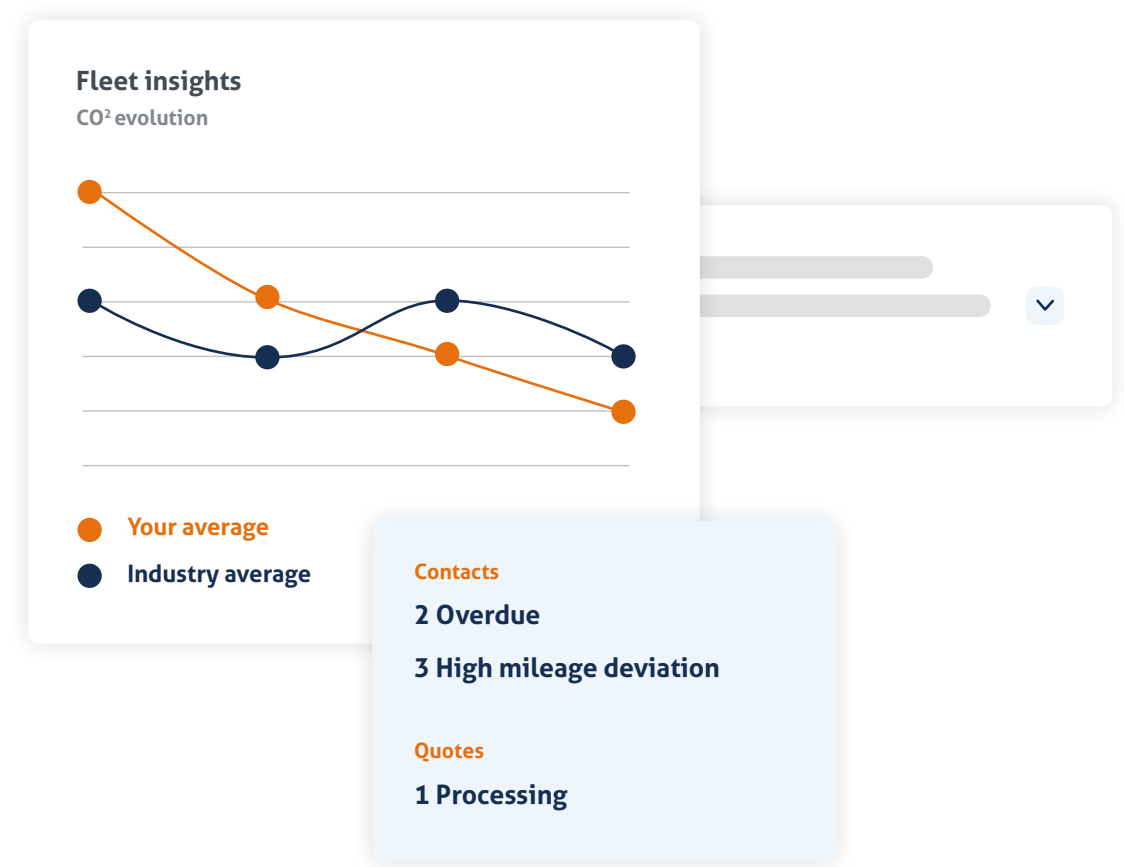 Fleet insights
CO² evolution
Your average
Industry average
Contacts
2 Overdue
3 High mileage deviation
Quotes
1 Processing